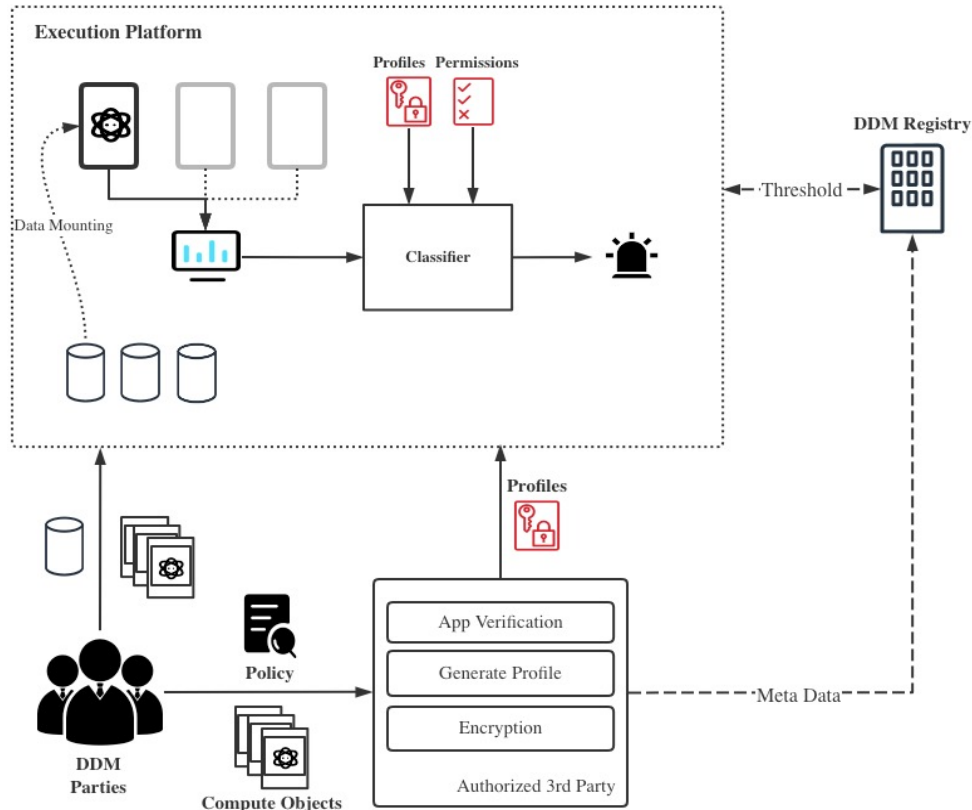 Execution Platform
Profiles Permissions
DDM Registry
Threshold
Data Mounting
Classifier
Profiles
App Verification
Policy
Generate Profile
Meta Data
Encryption
DDM
Parties
Authorized 3rd Party
Compute Objects